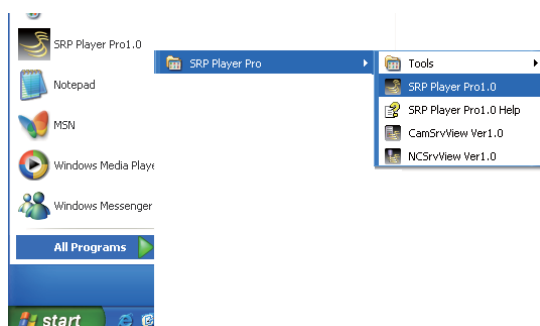 SRP Player Pro1.0
Notepad
MSN
Windows Media Playe
Windows Messenger
All Programs
start
SRP Player Pro
Tools
SRP Player Pro1.0
SRP Player Pro1.0 Help
CamSrvView Ver1.0
NCSrvView Ver1.0